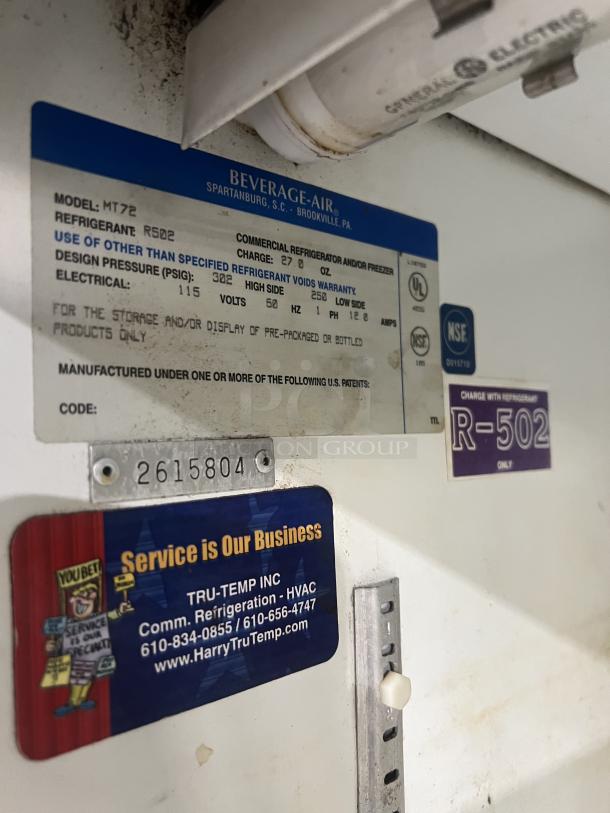 GENERAL GE ELECTRIC
BEVERAGE-AIR®
SPARTANBURG, S.C. - BROOKVILLE, PA.
MODEL: MT72
REFRIGERANT: R502
COMMERCIAL REFRIGERATOR AND/OR FREEZER
USE OF OTHER THAN SPECIFIED REFRIGERANT VOIDS WARRANTY.
CHARGE: 27 0 OZ.
DESIGN PRESSURE (PSIG): 302 HIGH SIDE 250 LOW SIDE
ELECTRICAL: 115 VOLTS 60 HZ 1 PH 12 0 AMPS
FOR THE STORAGE AND/OR DISPLAY OF PRE-PACKAGED OR BOTTLED
PRODUCTS ONLY
MANUFACTURED UNDER ONE OR MORE OF THE FOLLOWING U.S. PATENTS:
CODE:
LISTED
UL
NSF
m.
NSF
CHARGE WITH REFRIGERANT
R-502
ONLY
GROUP
2615804
Service is Our Business
YOU BET!
SERVICE
IS OUR
SPECIALTY
TRU-TEMP INC
Comm. Refrigeration - HVAC
610-834-0855 / 610-656-4747
www.HarryTruTemp.com